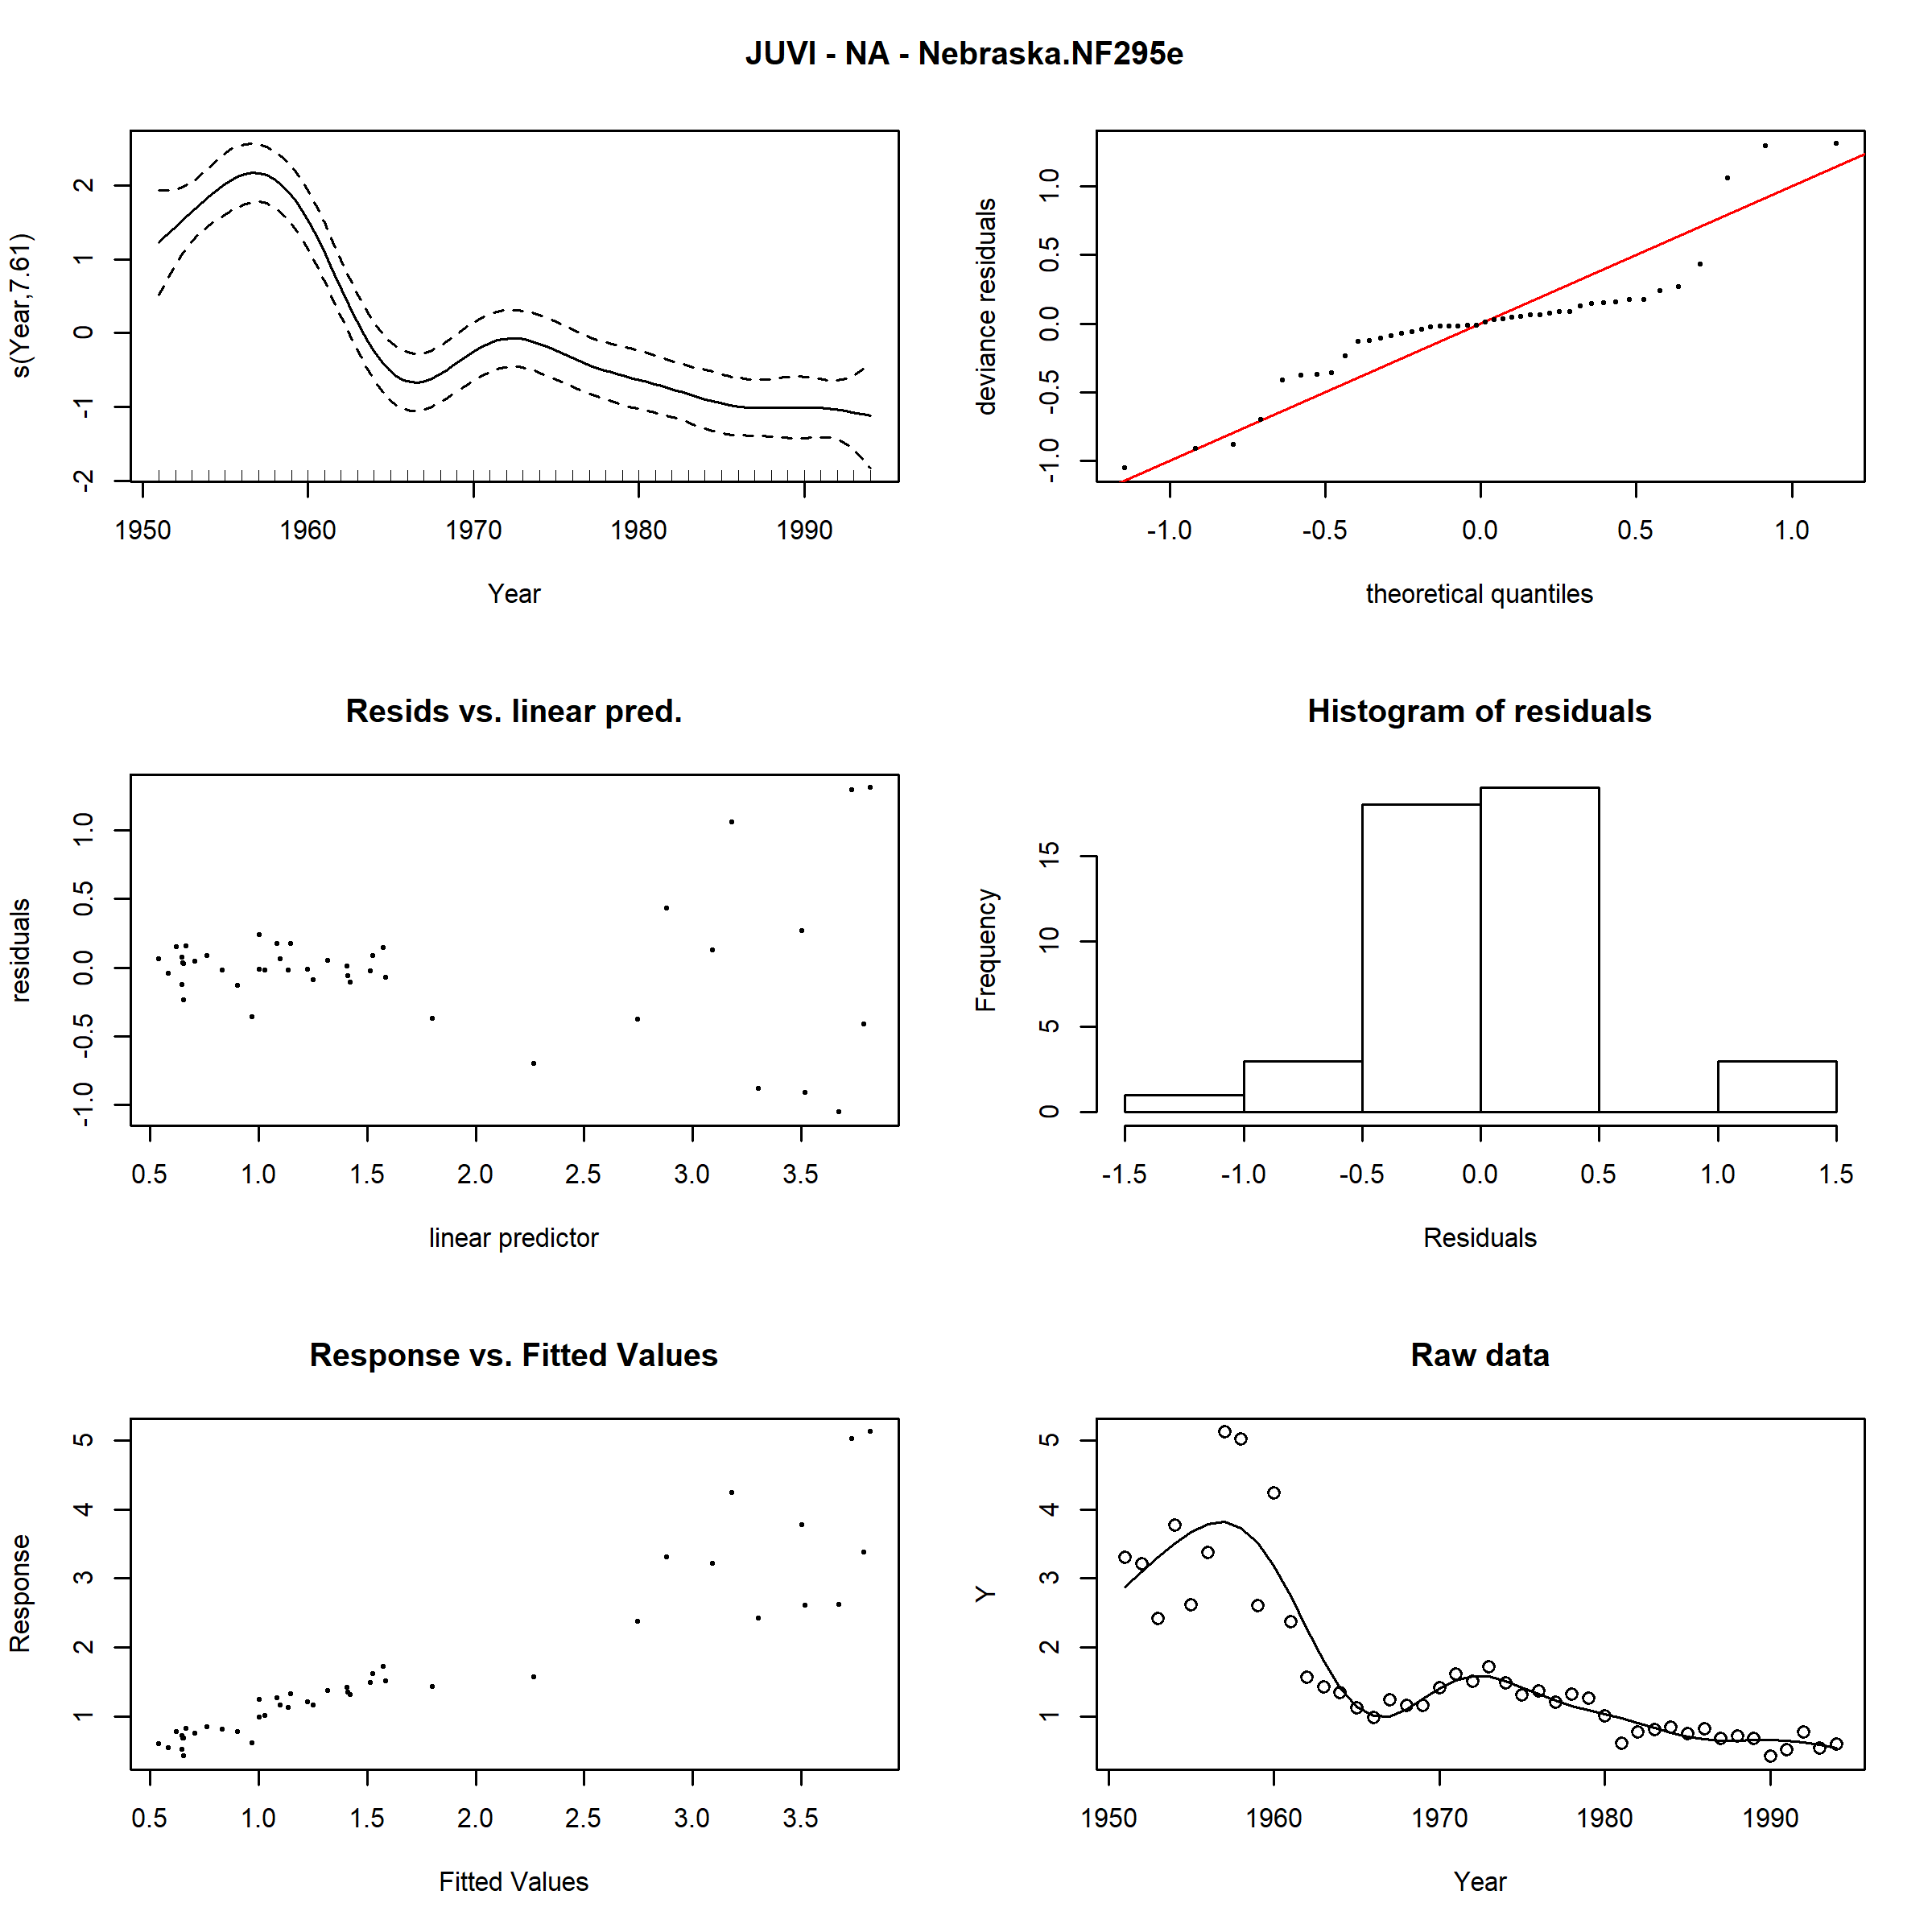 JUVI - NA - Nebraska.NF295e
s(Year,7.61)
2
1
0
-1
-2
1950 1960 1970 1980 1990
Year
deviance residuals
1.0
0.5
0.0
-0.5
-1.0
-1.0 -0.5 0.0 0.5 1.0
theoretical quantiles
Resids vs. linear pred.
residuals
1.0
0.5
0.0
-0.5
-1.0
0.5 1.0 1.5 2.0 2.5 3.0 3.5
linear predictor
Histogram of residuals
Frequency
15
10
5
0
-1.5 -1.0 -0.5 0.0 0.5 1.0 1.5
Residuals
Response vs. Fitted Values
Response
5
4
3
2
1
0.5 1.0 1.5 2.0 2.5 3.0 3.5
Fitted Values
Raw data
Y
5
4
3
2
1
1950 1960 1970 1980 1990
Year